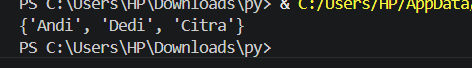 PS C:\Users\HP\Downloads\py> & C:/Users/HP/AppData/
{'Andi', 'Dedi', 'Citra'}
PS C:\Users\HP\Downloads\py>